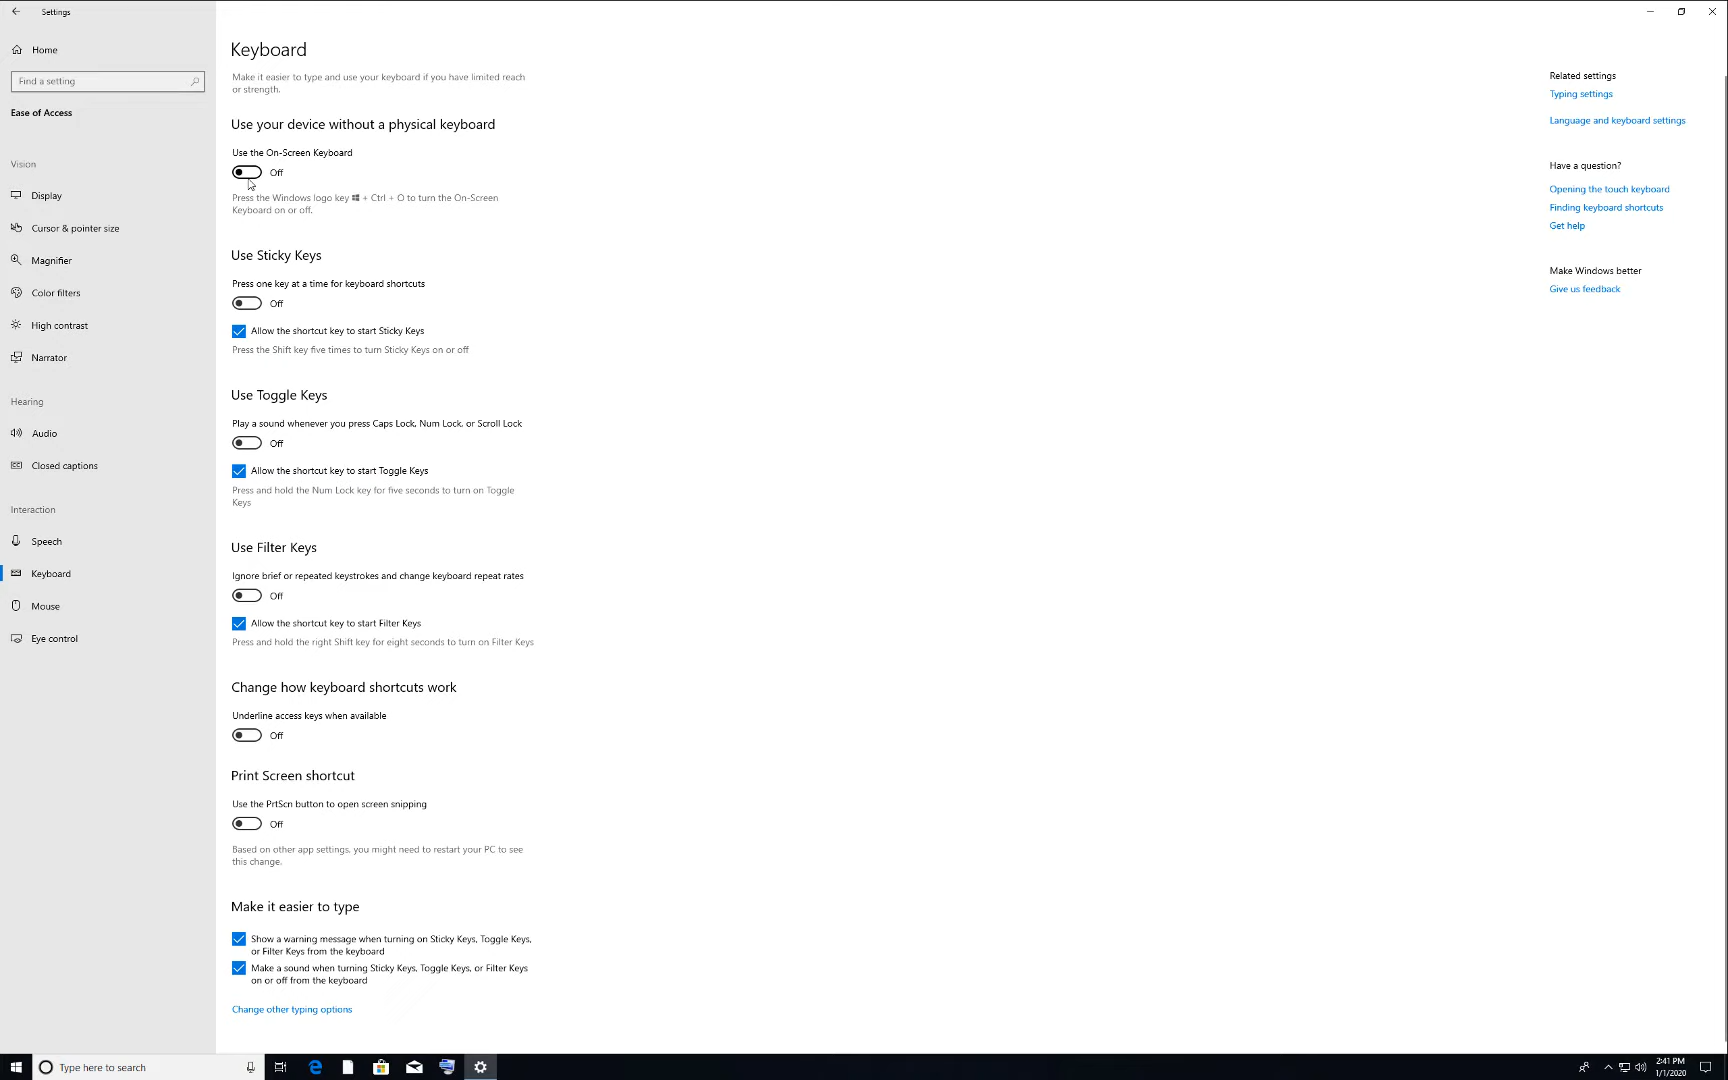 Settings
Home
Find a setting
Ease of Access
Vision
Display
Cursor & pointer size
Magnifier
Color filters
High contrast
Narrator
Hearing
Audio
Closed captions
Interaction
Speech
Keyboard
Mouse
Eye control
Keyboard
Make it easier to type and use your keyboard if you have limited reach
or strength.
Use your device without a physical keyboard
Use the On-Screen Keyboard
Off
Press the Windows logo key + Ctrl + O to turn the On-Screen
Keyboard on or off.
Use Sticky Keys
Press one key at a time for keyboard shortcuts
Off
Allow the shortcut key to start Sticky Keys
Press the Shift key five times to turn Sticky Keys on or off
Use Toggle Keys
Play a sound whenever you press Caps Lock, Num Lock, or Scroll Lock
Off
Allow the shortcut key to start Toggle Keys
Press and hold the Num Lock key for five seconds to turn on Toggle
Keys
Use Filter Keys
Ignore brief or repeated keystrokes and change keyboard repeat rates
Off
Allow the shortcut key to start Filter Keys
Press and hold the right Shift key for eight seconds to turn on Filter Keys
Change how keyboard shortcuts work
Underline access keys when available
Off
Print Screen shortcut
Use the PrtScn button to open screen snipping
Off
Based on other app settings, you might need to restart your PC to see
this change.
Make it easier to type
Show a warning message when turning on Sticky Keys, Toggle Keys,
or Filter Keys from the keyboard
Make a sound when turning Sticky Keys, Toggle Keys, or Filter Keys
on or off from the keyboard
Change other typing options
Related settings
Typing settings
Language and keyboard settings
Have a question?
Opening the touch keyboard
Finding keyboard shortcuts
Get help
Make Windows better
Give us feedback
Type here to search
2:41 PM
1/1/2020